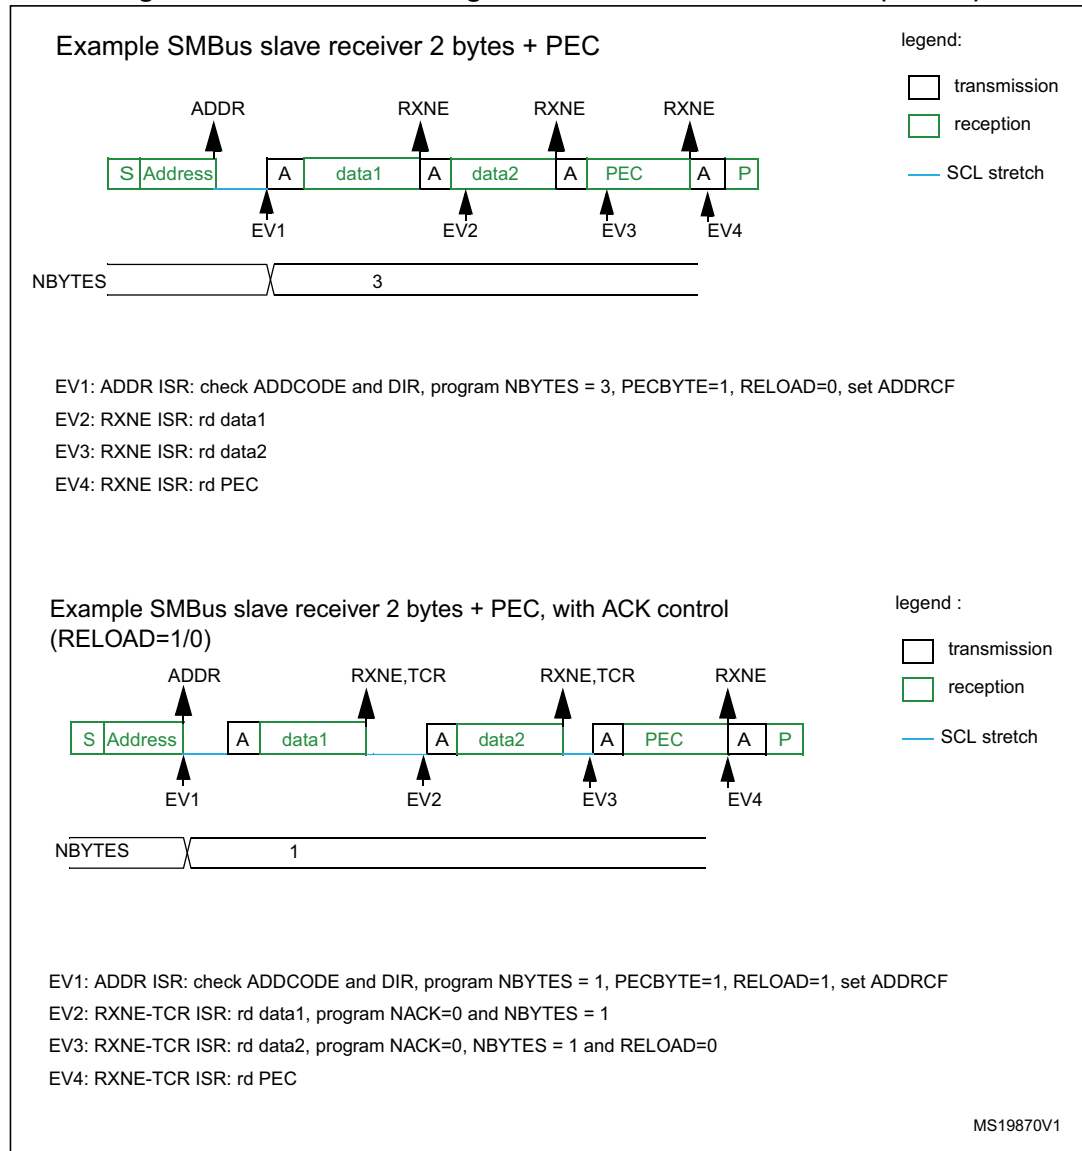 Example SMBus slave receiver 2 bytes + PEC
legend:
transmission
reception
SCL stretch
ADDR RXNE RXNE RXNE
S Address A data1 A data2 A PEC A P
EV1 EV2 EV3 EV4
NBYTES 3
EV1: ADDR ISR: check ADDCODE and DIR, program NBYTES = 3, PECBYTE=1, RELOAD=0, set ADDRCF
EV2: RXNE ISR: rd data1
EV3: RXNE ISR: rd data2
EV4: RXNE ISR: rd PEC
Example SMBus slave receiver 2 bytes + PEC, with ACK control
(RELOAD=1/0)
legend :
transmission
reception
SCL stretch
ADDR RXNE,TCR RXNE,TCR RXNE
S Address A data1 A data2 A PEC A P
EV1 EV2 EV3 EV4
NBYTES 1
EV1: ADDR ISR: check ADDCODE and DIR, program NBYTES = 1, PECBYTE=1, RELOAD=1, set ADDRCF
EV2: RXNE-TCR ISR: rd data1, program NACK=0 and NBYTES = 1
EV3: RXNE-TCR ISR: rd data2, program NACK=0, NBYTES = 1 and RELOAD=0
EV4: RXNE-TCR ISR: rd PEC
MS19870V1